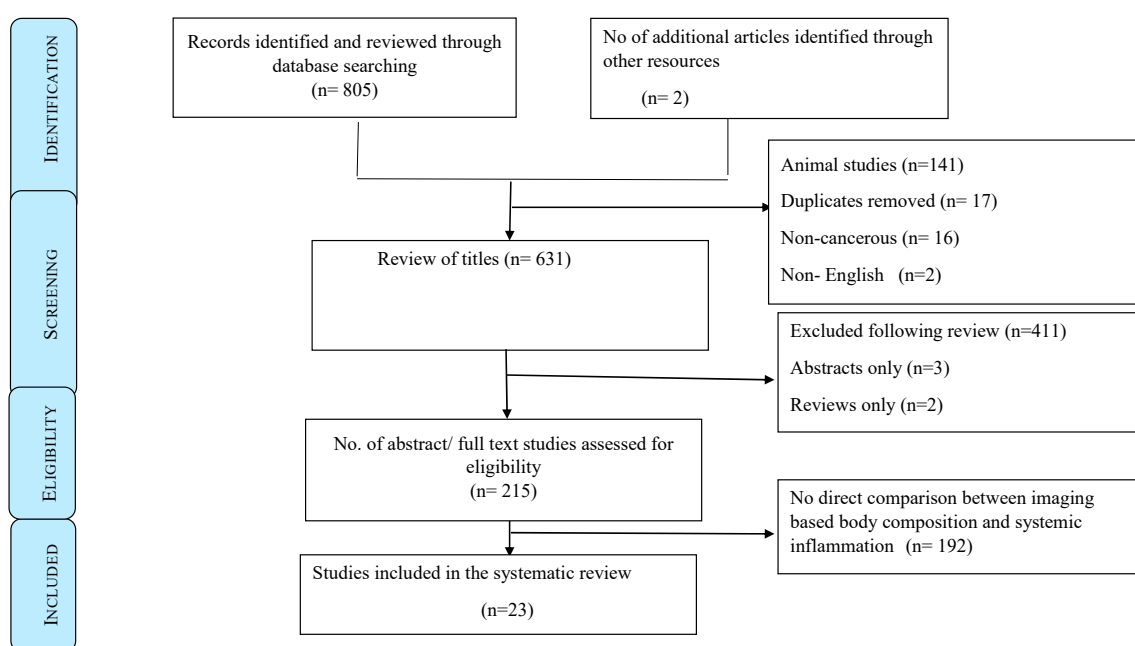 IDENTIFICATION
Records identified and reviewed through
database searching
(n= 805)
No of additional articles identified through
other resources
(n= 2)
Animal studies (n=141)
Duplicates removed (n= 17)
Non-cancerous (n= 16)
Non- English (n=2)
SCREENING
Review of titles (n= 631)
Excluded following review (n=411)
Abstracts only (n=3)
Reviews only (n=2)
ELIGIBILITY
No. of abstract/ full text studies assessed for
eligibility
(n= 215)
No direct comparison between imaging
based body composition and systemic
inflammation (n= 192)
INCLUDED
Studies included in the systematic review
(n=23)